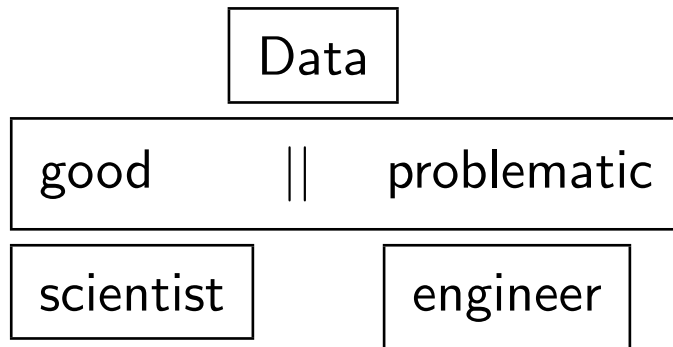 Data
good || problematic
scientist engineer